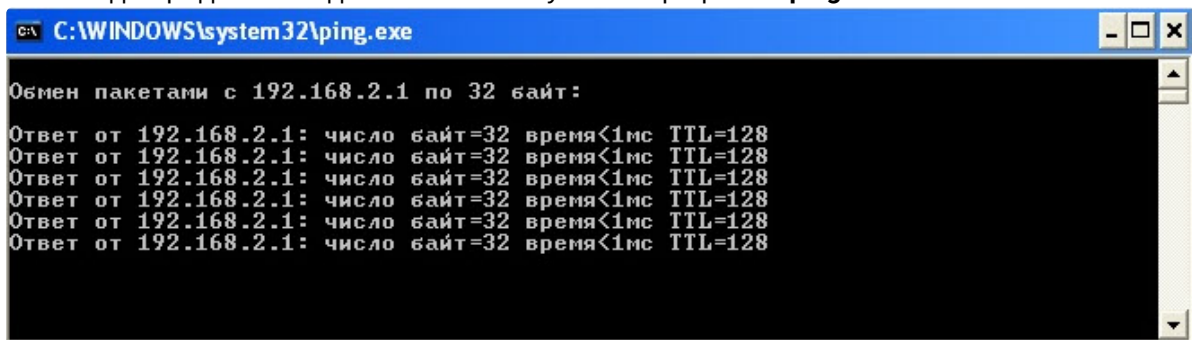 ping
C:\WINDOWS\system32\ping.exe
Обмен пакетами с 192.168.2.1 по 32 байт:
Ответ от 192.168.2.1: число байт=32 время<1мс TTL=128
Ответ от 192.168.2.1: число байт=32 время<1мс TTL=128
Ответ от 192.168.2.1: число байт=32 время<1мс TTL=128
Ответ от 192.168.2.1: число байт=32 время<1мс TTL=128
Ответ от 192.168.2.1: число байт=32 время<1мс TTL=128
Ответ от 192.168.2.1: число байт=32 время<1мс TTL=128